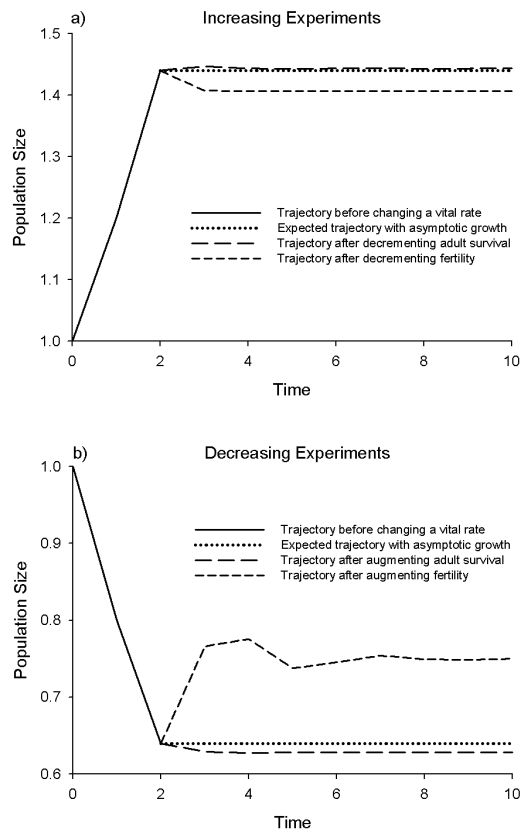 a)
Increasing Experiments
1.5
1.4
1.3
1.2
1.1
1.0
Population Size
Trajectory before changing a vital rate
Expected trajectory with asymptotic growth
Trajectory after decrementing adult survival
Trajectory after decrementing fertility
0 2 4 6 8 10
Time
b)
Decreasing Experiments
1.0
0.9
0.8
0.7
0.6
Population Size
Trajectory before changing a vital rate
Expected trajectory with asymptotic growth
Trajectory after augmenting adult survival
Trajectory after augmenting fertility
0 2 4 6 8 10
Time